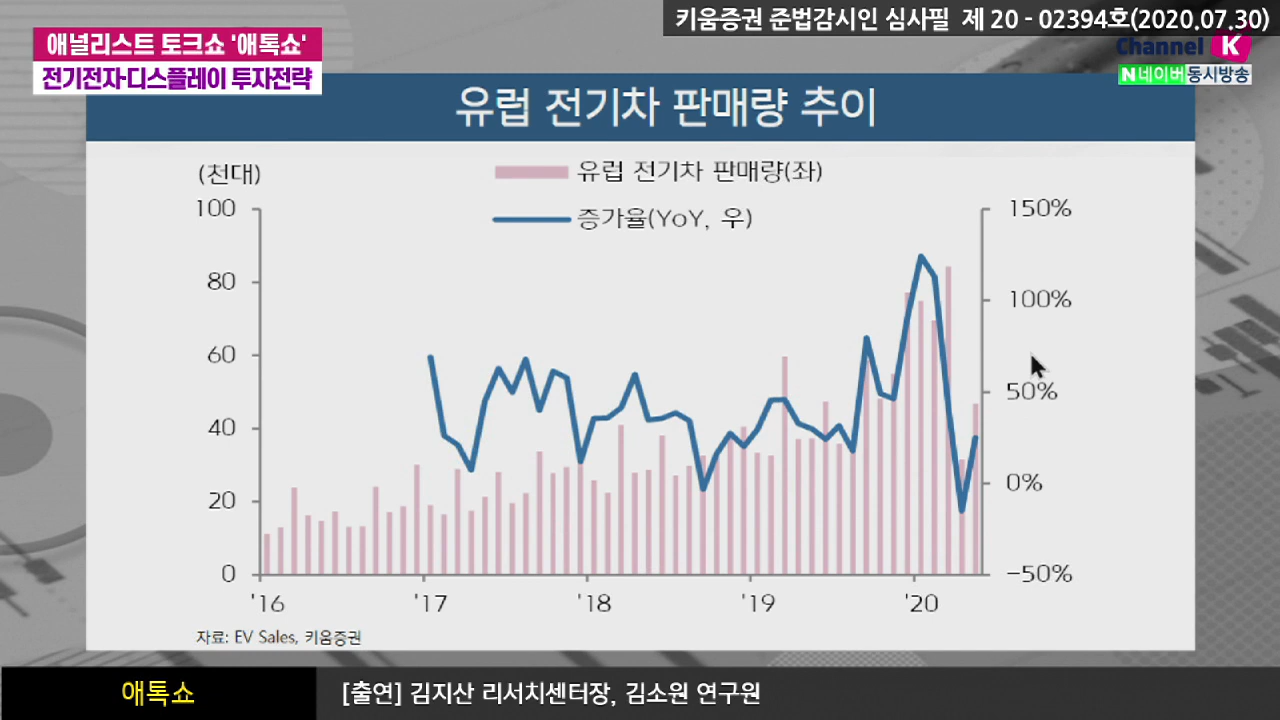 키움증권 준법감시인 심사필 제 20 - 02394호(2020.07.30)
애널리스트 토크쇼 '애톡쇼'
전기전자·디스플레이 투자전략
Channel K
N 네이버 동시방송
유럽 전기차 판매량 추이
(천대)
유럽 전기차 판매량(좌)
증가율(YoY, 우)
100
80
60
40
20
0
150%
100%
50%
0%
-50%
'16
'17
'18
'19
'20
자료: EV Sales, 키움증권
애톡쇼
[출연] 김지산 리서치센터장, 김소원 연구원